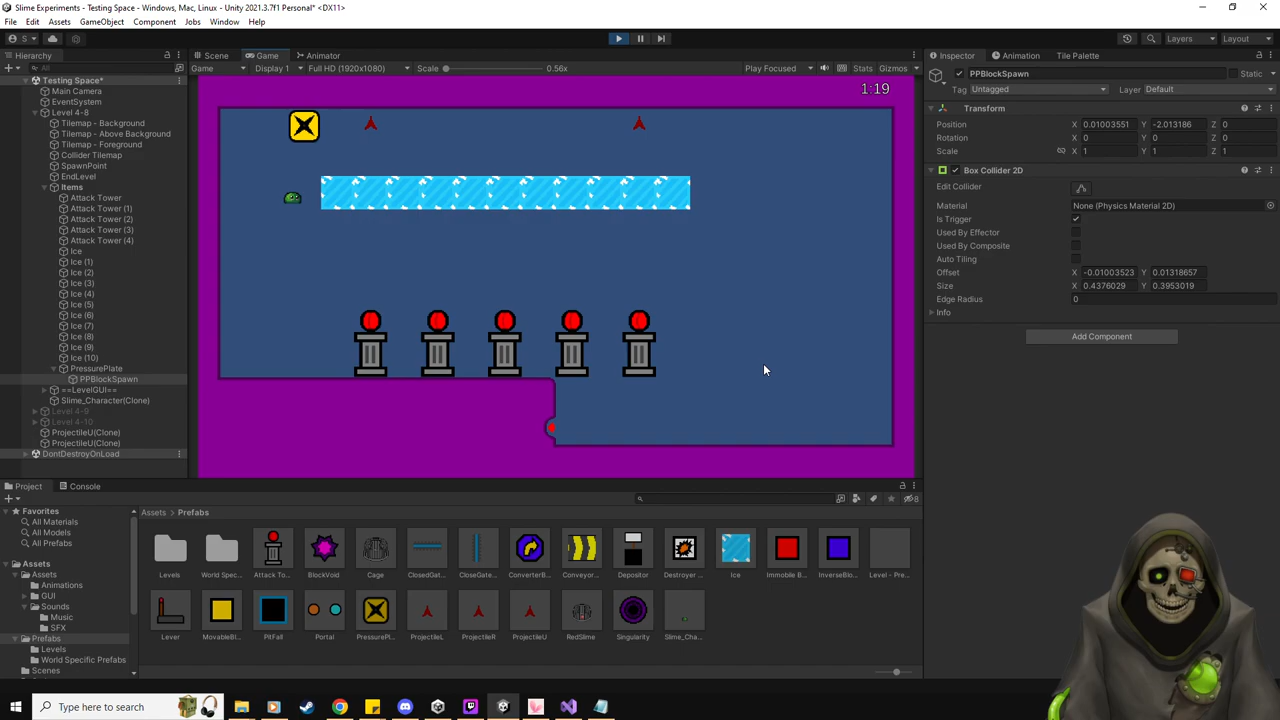 Slime Experiments - Testing Space - Windows, Mac, Linux - Unity 2021.3.7f1 Personal* <DX11>
File Edit Assets GameObject Component Jobs Window Help
S Layers Layout
Hierarchy
All
Testing Space*
Main Camera
EventSystem
Level 4-8
Tilemap - Background
Tilemap - Above Background
Tilemap - Foreground
Collider Tilemap
SpawnPoint
EndLevel
Items
Attack Tower
Attack Tower (1)
Attack Tower (2)
Attack Tower (3)
Attack Tower (4)
Ice
Ice (1)
Ice (2)
Ice (3)
Ice (4)
Ice (5)
Ice (6)
Ice (7)
Ice (8)
Ice (9)
Ice (10)
PressurePlate
PPBlockSpawn
==LevelGUI==
Slime_Character(Clone)
Level 4-9
Level 4-10
ProjectileU(Clone)
ProjectileU(Clone)
DontDestroyOnLoad
Scene Game Animator
Game Display 1 Full HD (1920x1080) Scale 0.56x Play Focused Stats Gizmos
1:19
Inspector Animation Tile Palette
PPBlockSpawn Static
Tag Untagged Layer Default
Transform
Position X 0.01003551 Y -2.013186 Z 0
Rotation X 0 Y 0 Z 0
Scale X 1 Y 1 Z 1
Box Collider 2D
Edit Collider
Material None (Physics Material 2D)
Is Trigger
Used By Effector
Used By Composite
Auto Tiling
Offset X -0.01003523 Y 0.01318657
Size X 0.4376029 Y 0.3953019
Edge Radius 0
Info
Add Component
Project Console
8
Favorites
All Materials
All Models
All Prefabs
Assets
Assets
Animations
GUI
Sounds
Music
SFX
Prefabs
Levels
World Specific Prefabs
Scenes
Assets > Prefabs
Levels World Spec... Attack To... BlockVoid Cage ClosedGat... CloseGate... ConverterB... Conveyor... Depositor Destroyer ... Ice Immobile B... InverseBlo... Level - Pre...
Lever MovableBl... PitFall Portal PressurePl... ProjectileL ProjectileR ProjectileU RedSlime Singularity Slime_Cha...
Type here to search